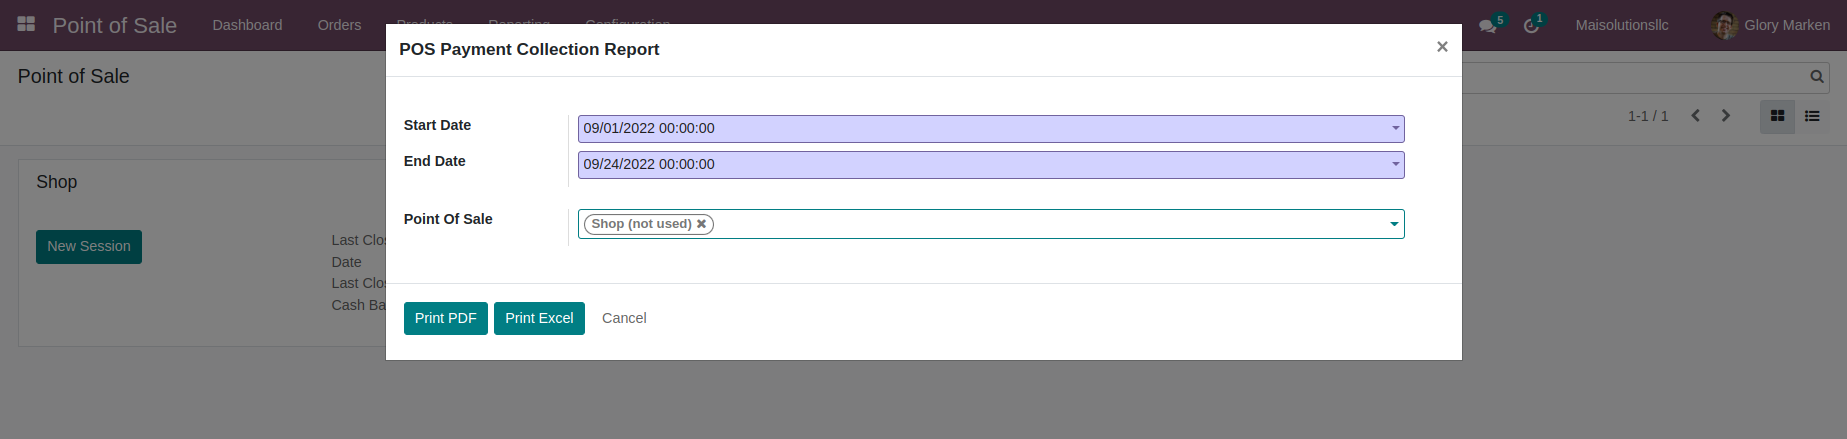 Point of Sale Dashboard Orders Products Reporting Configuration 5 1 Maisolutionsllc Glory Marken
POS Payment Collection Report ×
Point of Sale
Start Date 09/01/2022 00:00:00
1-1 / 1
End Date 09/24/2022 00:00:00
Shop
Point Of Sale Shop (not used) ✖
New Session
Last Clos
Date
Last Clos
Cash Ba
Print PDF Print Excel Cancel